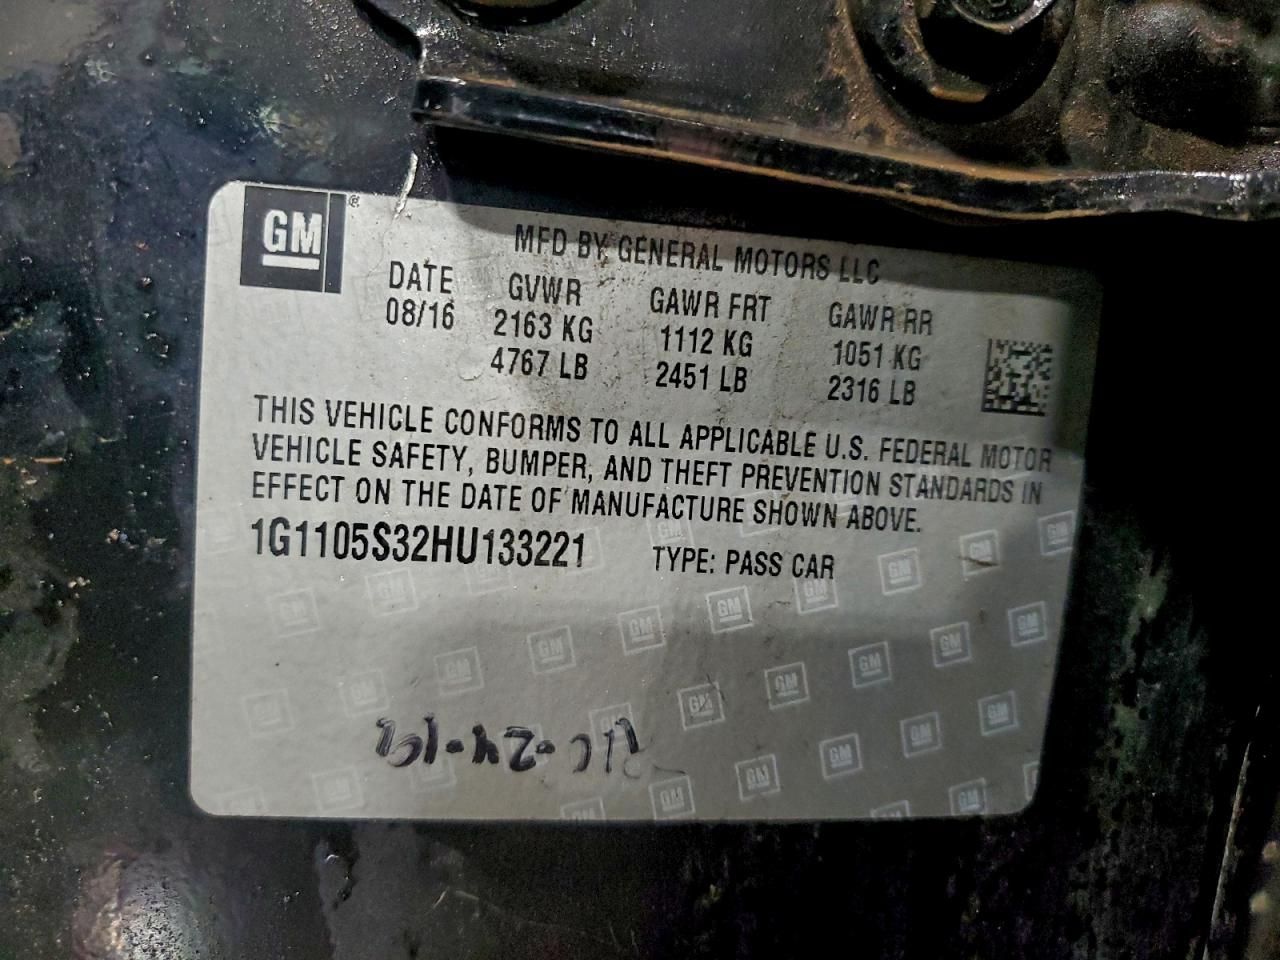 GM®
MFD BY GENERAL MOTORS LLC
DATE GVWR GAWR FRT GAWR RR
08/16 2163 KG 1112 KG 1051 KG
4767 LB 2451 LB 2316 LB
THIS VEHICLE CONFORMS TO ALL APPLICABLE U.S. FEDERAL MOTOR
VEHICLE SAFETY, BUMPER, AND THEFT PREVENTION STANDARDS IN
EFFECT ON THE DATE OF MANUFACTURE SHOWN ABOVE.
1G1105S32HU133221 TYPE: PASS CAR